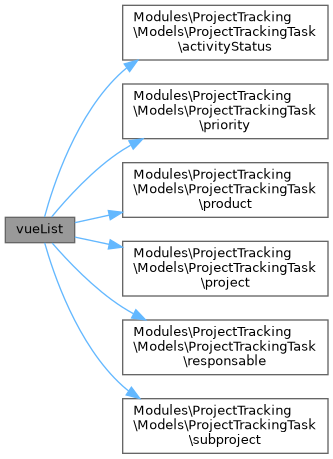 Modules\ProjectTracking
\Models\ProjectTrackingTask
\activityStatus
Modules\ProjectTracking
\Models\ProjectTrackingTask
\priority
Modules\ProjectTracking
\Models\ProjectTrackingTask
\product
vueList
Modules\ProjectTracking
\Models\ProjectTrackingTask
\project
Modules\ProjectTracking
\Models\ProjectTrackingTask
\responsable
Modules\ProjectTracking
\Models\ProjectTrackingTask
\subproject